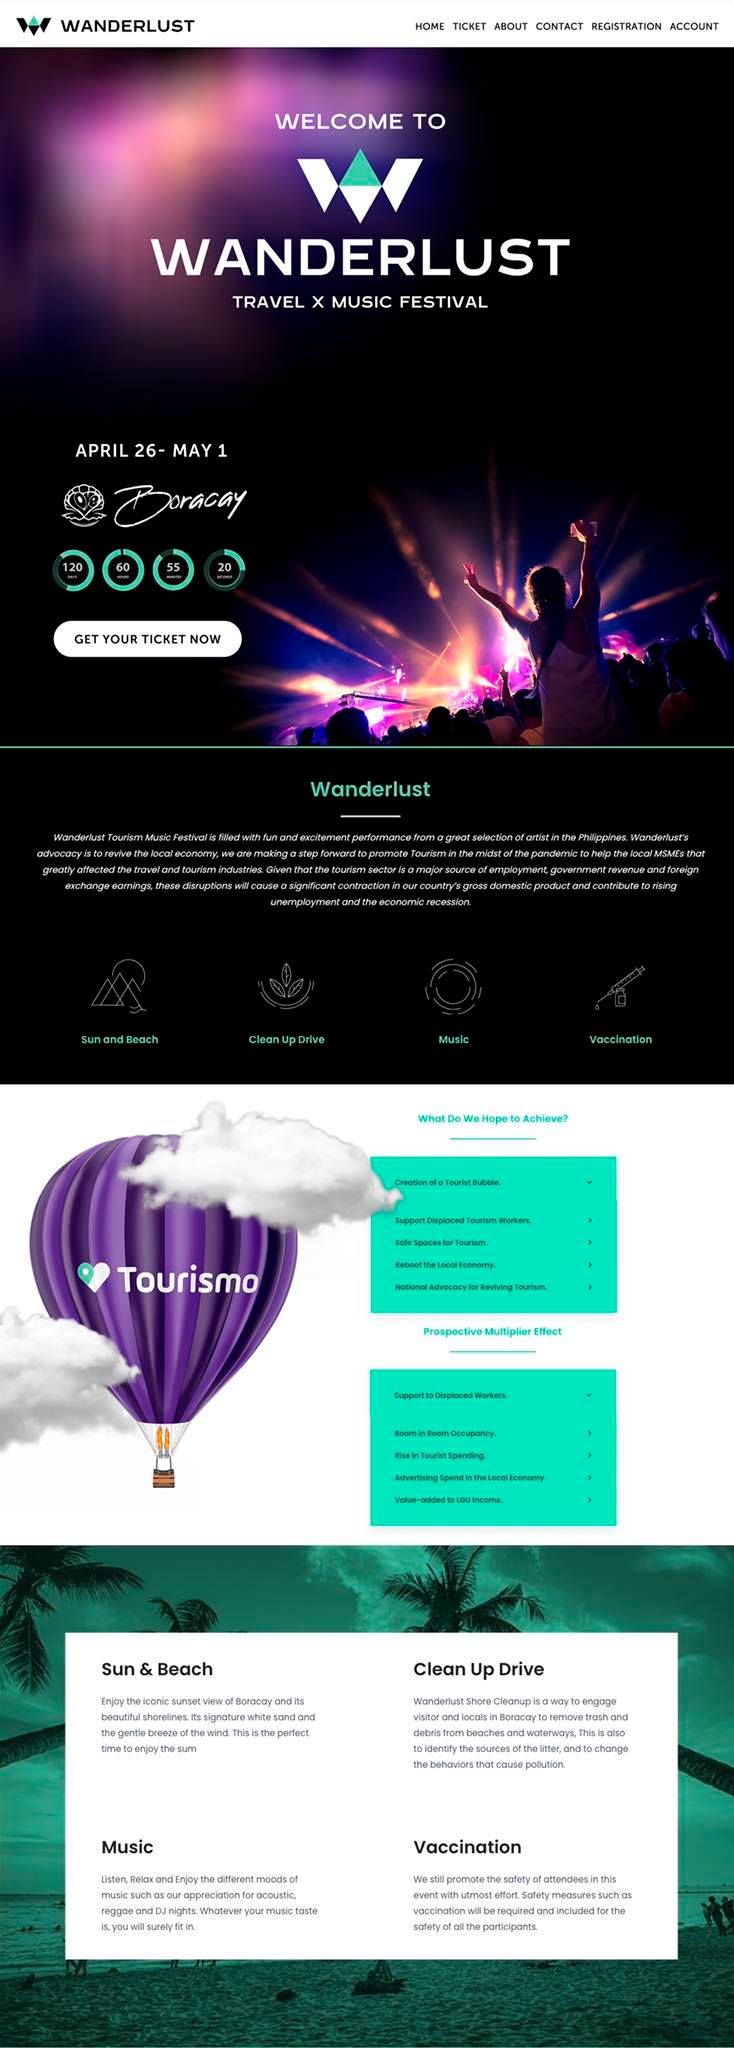 WANDERLUST
HOME TICKET ABOUT CONTACT REGISTRATION ACCOUNT
WELCOME TO
WANDERLUST
TRAVEL X MUSIC FESTIVAL
APRIL 26- MAY 1
Boracay
120 DAYS
60 HOURS
55 MINUTES
20 SECONDS
GET YOUR TICKET NOW
Wanderlust
Wanderlust Tourism Music Festival is filled with fun and excitement performance from a great selection of artist in the Philippines. Wanderlust's
advocacy is to revive the local economy, we are making a step forward to promote Tourism in the midst of the pandemic to help the local MSMEs that
greatly affected the travel and tourism industries. Given that the tourism sector is a major source of employment, government revenue and foreign
exchange earnings, these disruptions will cause a significant contraction in our country's gross domestic product and contribute to rising
unemployment and the economic recession.
Sun and Beach
Clean Up Drive
Music
Vaccination
Tourismo
What Do We Hope to Achieve?
Creation of a Tourist Bubble.
Support Displaced Tourism Workers.
Safe Spaces for Tourism.
Reboot the Local Economy.
National Advocacy for Reviving Tourism.
Prospective Multiplier Effect
Support to Displaced Workers.
Boom in Room Occupancy.
Rise in Tourist Spending.
Advertising Spend in the Local Economy.
Value-added to LGU Income.
Sun & Beach
Enjoy the iconic sunset view of Boracay and its
beautiful shorelines. Its signature white sand and
the gentle breeze of the wind. This is the perfect
time to enjoy the sum
Clean Up Drive
Wanderlust Shore Cleanup is a way to engage
visitor and locals in Boracay to remove trash and
debris from beaches and waterways, This is also
to identify the sources of the litter, and to change
the behaviors that cause pollution.
Music
Listen, Relax and Enjoy the different moods of
music such as our appreciation for acoustic,
reggae and DJ nights. Whatever your music taste
is, you will surely fit in.
Vaccination
We still promote the safety of attendees in this
event with utmost effort. Safety measures such as
vaccination will be required and included for the
safety of all the participants.